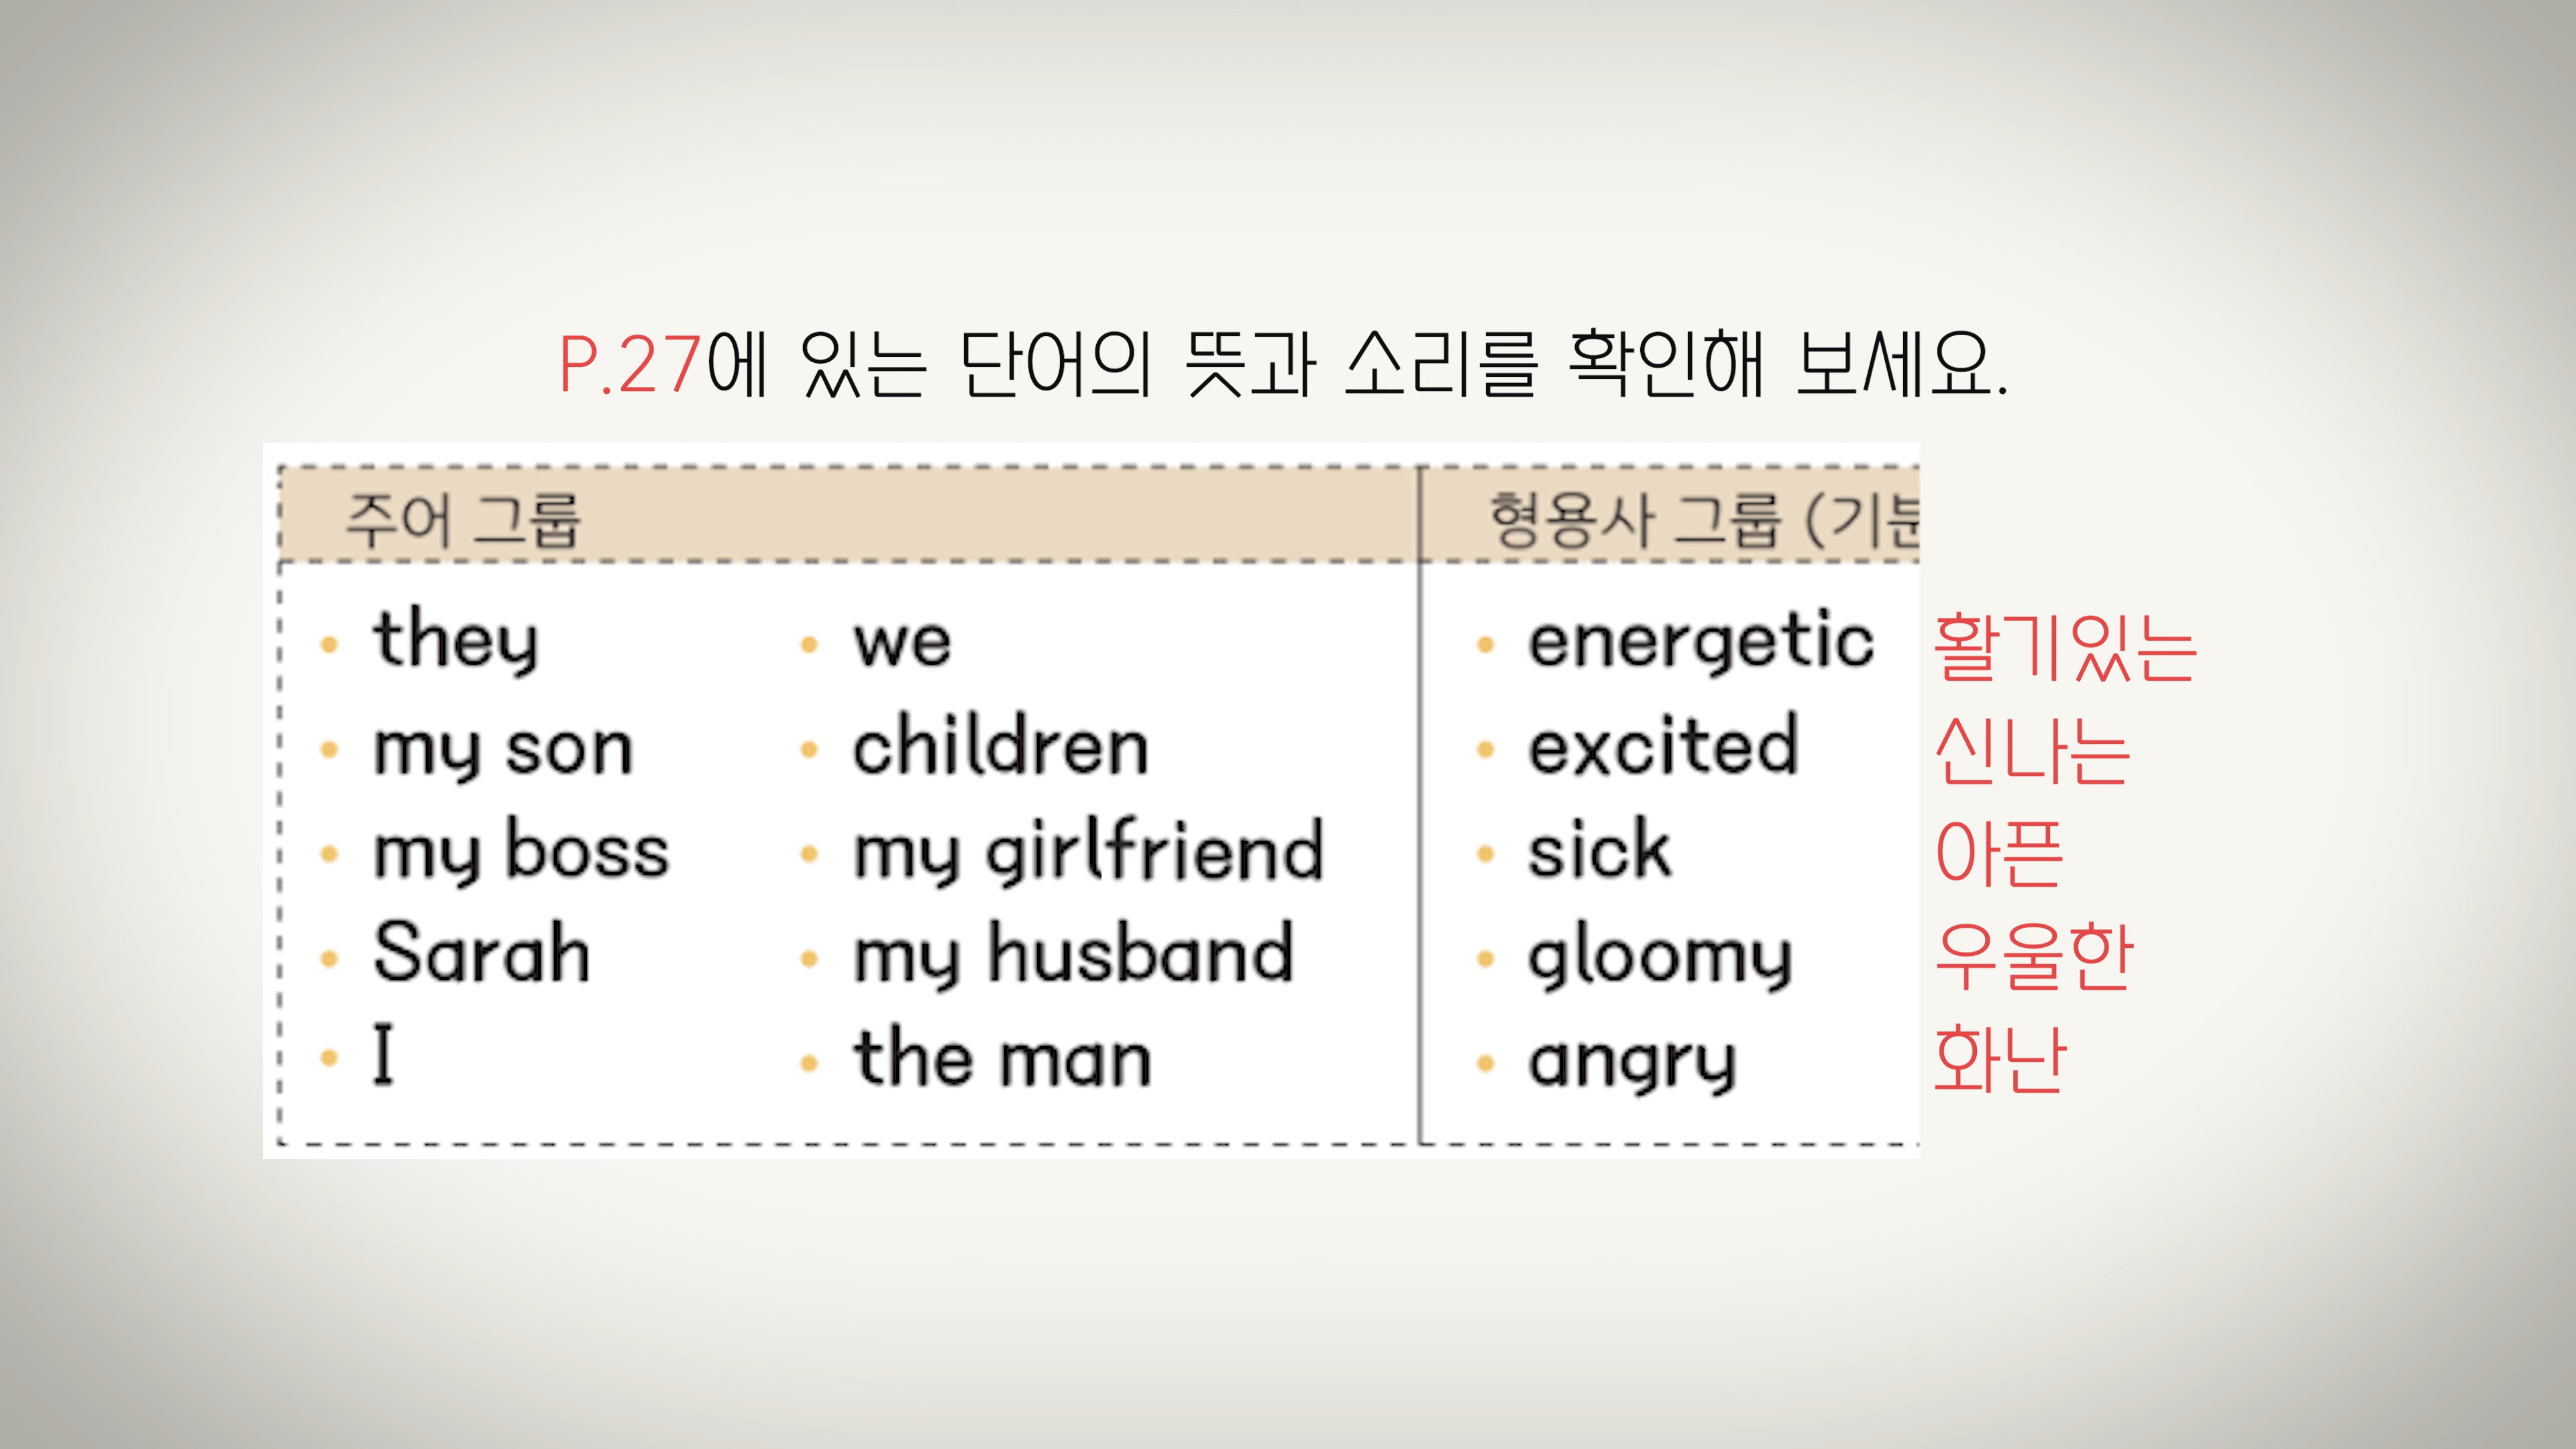 P.27에 있는 단어의 뜻과 소리를 확인해 보세요.
주어 그룹 형용사 그룹 (기분
they we energetic 활기있는
my son children excited 신나는
my boss my girlfriend sick 아픈
Sarah my husband gloomy 우울한
I the man angry 화난